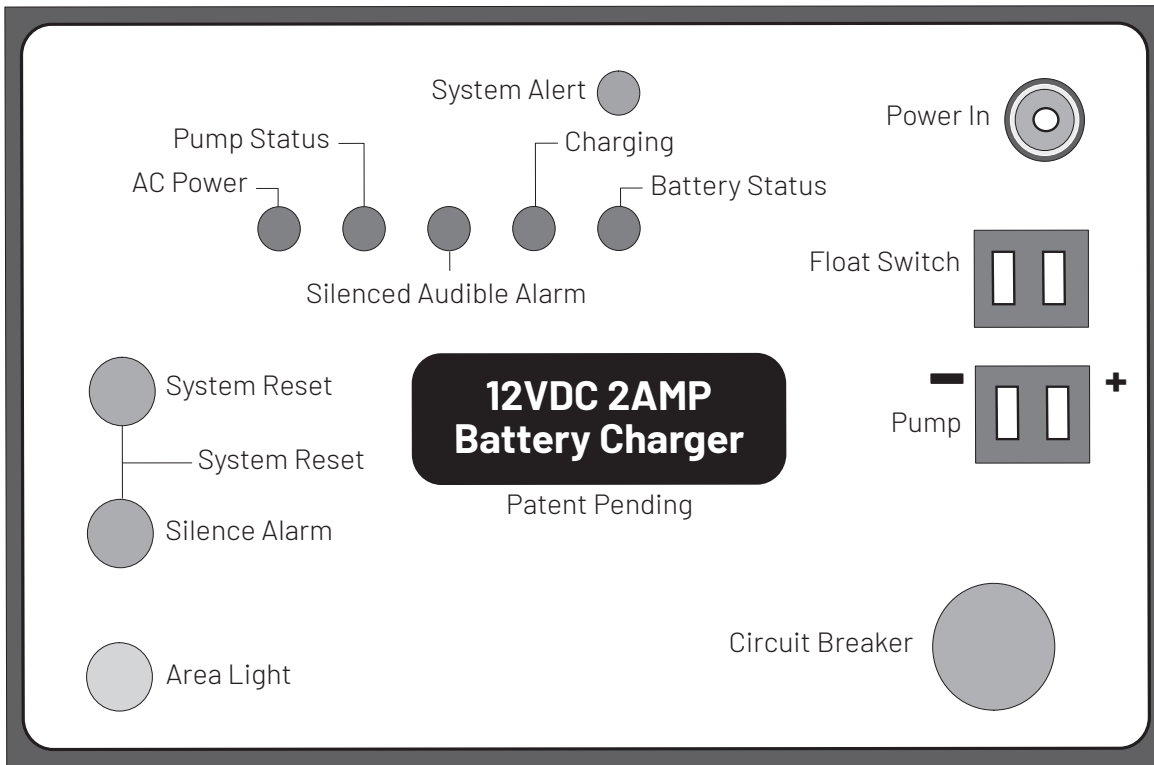 System Alert
Power In
Pump Status
Charging
AC Power
Battery Status
Float Switch
Silenced Audible Alarm
System Reset
12VDC 2AMP
Battery Charger
- +
Pump
System Reset
Patent Pending
Silence Alarm
Circuit Breaker
Area Light